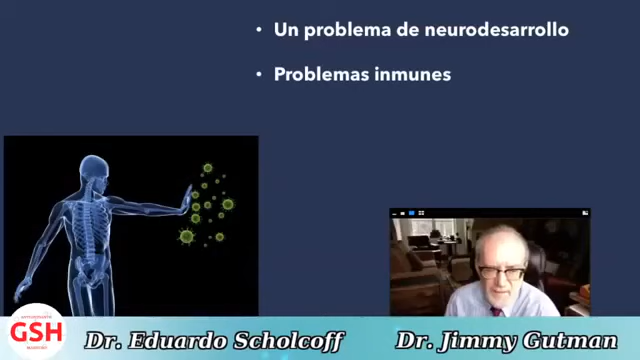 • Un problema de neurodesarrollo
• Problemas inmunes
GSH
Dr. Eduardo Scholcoff
Dr. Jimmy Gutman